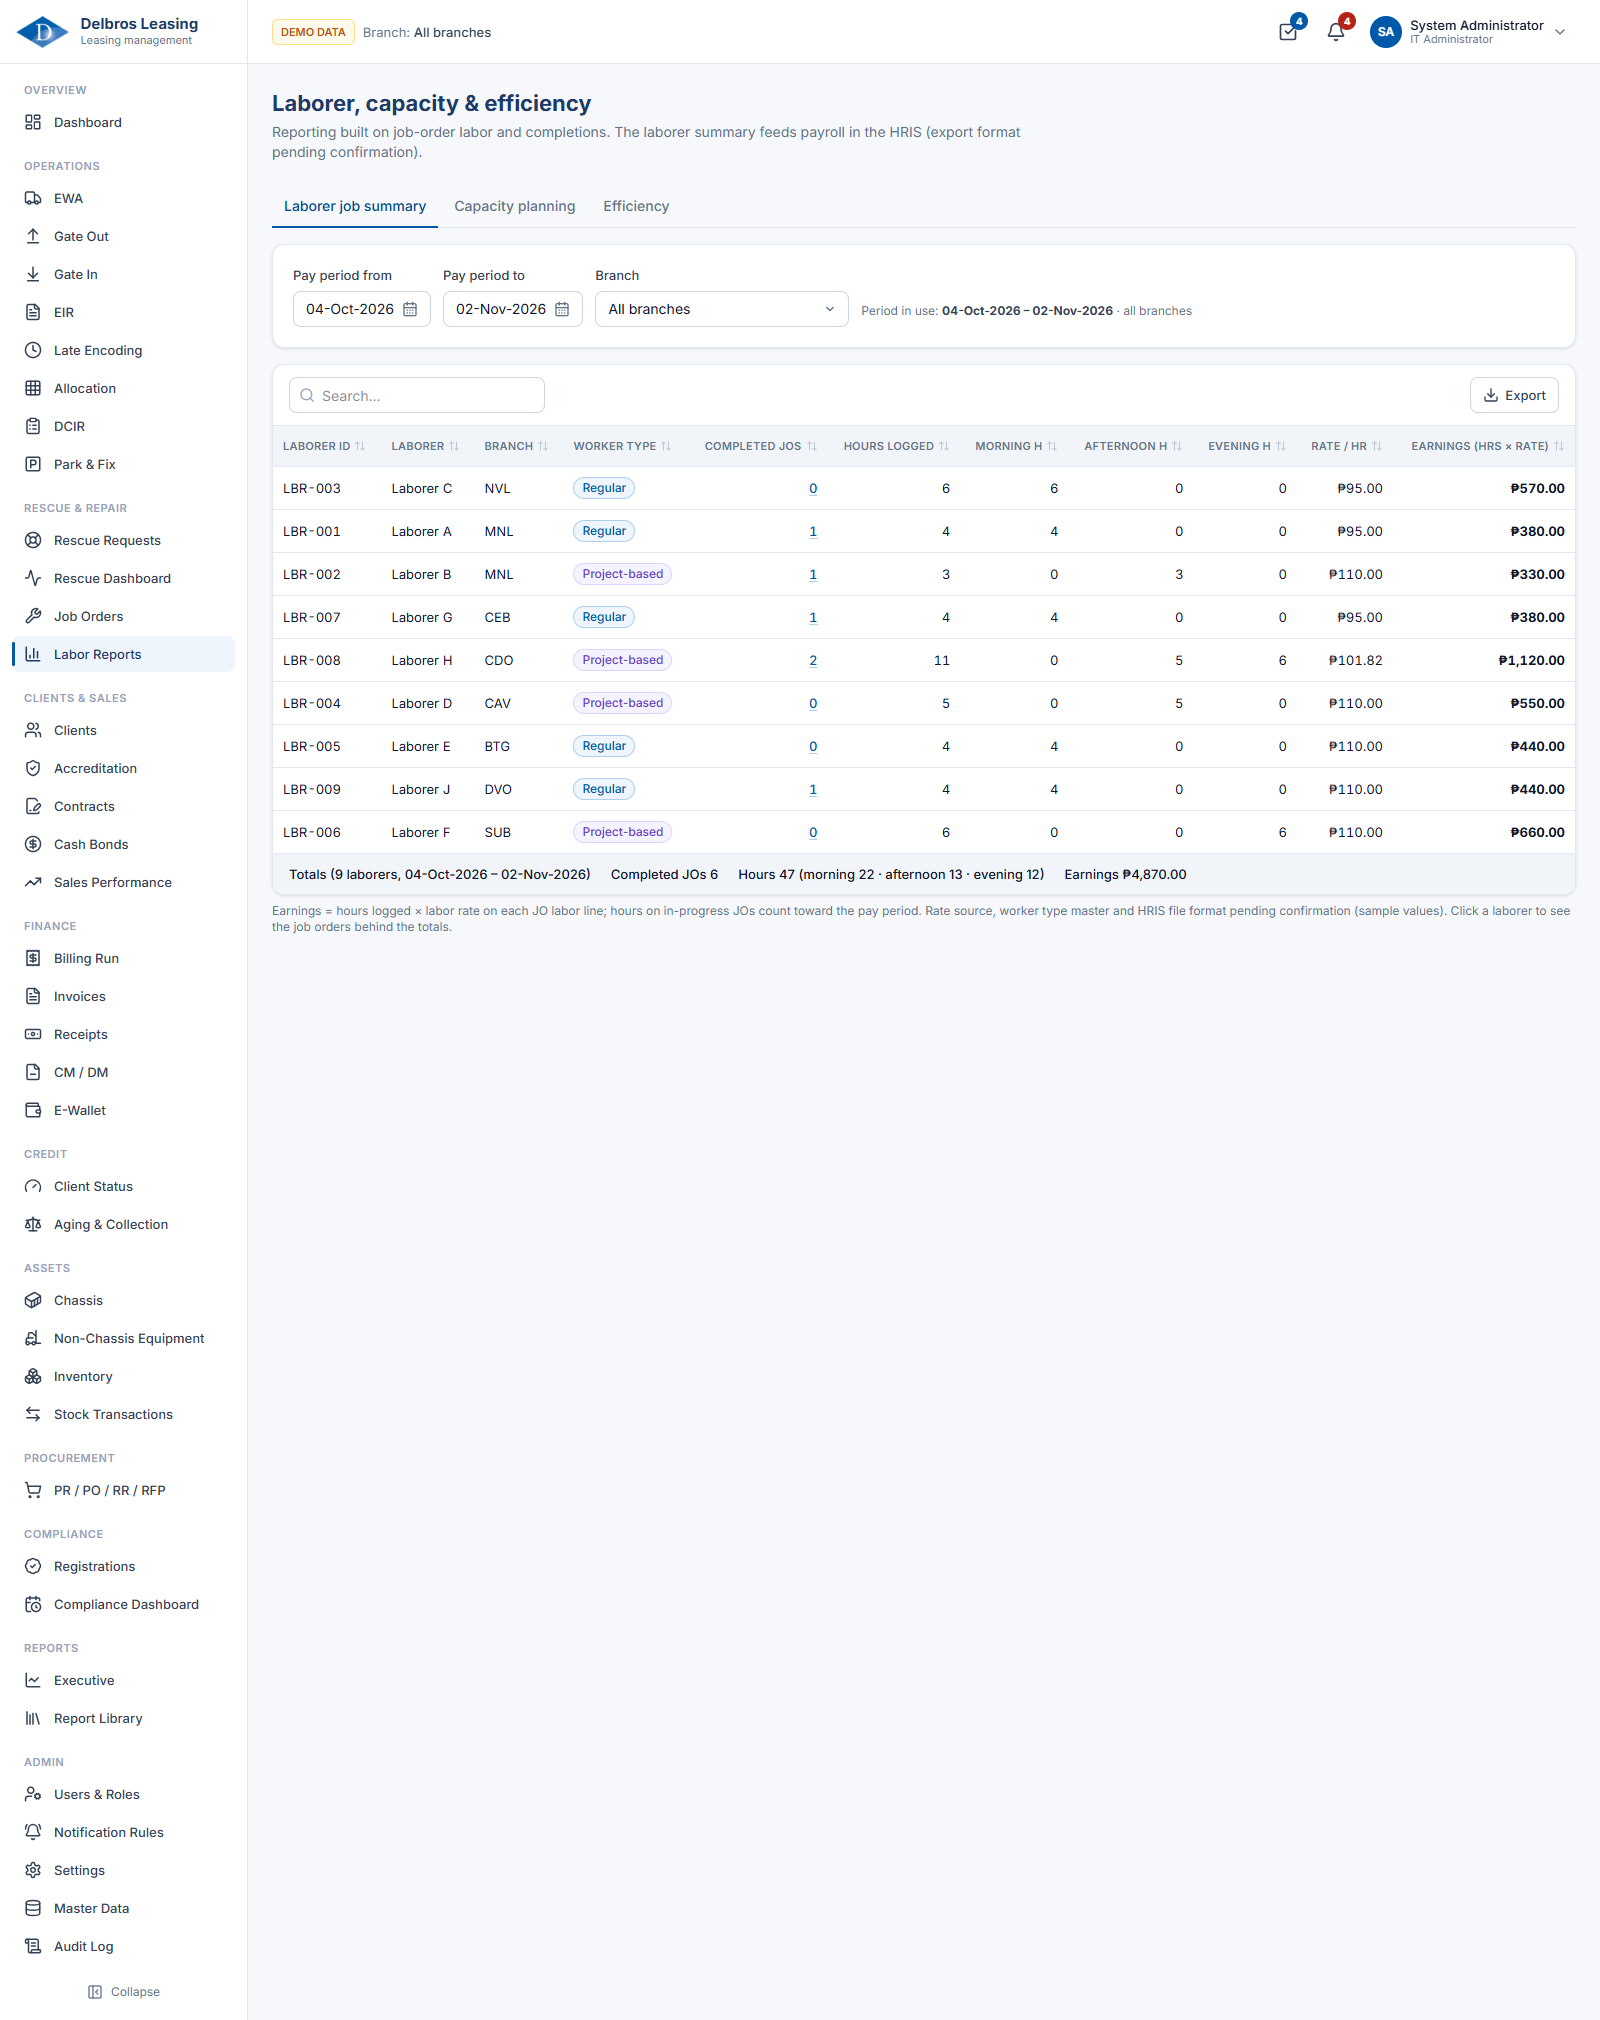 Delbros Leasing
Leasing management
DEMO DATA
Branch: All branches
4
4
SA
System Administrator
IT Administrator
OVERVIEW
Dashboard
OPERATIONS
EWA
Gate Out
Gate In
EIR
Late Encoding
Allocation
DCIR
Park & Fix
RESCUE & REPAIR
Rescue Requests
Rescue Dashboard
Job Orders
Labor Reports
CLIENTS & SALES
Clients
Accreditation
Contracts
Cash Bonds
Sales Performance
FINANCE
Billing Run
Invoices
Receipts
CM / DM
E-Wallet
CREDIT
Client Status
Aging & Collection
ASSETS
Chassis
Non-Chassis Equipment
Inventory
Stock Transactions
PROCUREMENT
PR / PO / RR / RFP
COMPLIANCE
Registrations
Compliance Dashboard
REPORTS
Executive
Report Library
ADMIN
Users & Roles
Notification Rules
Settings
Master Data
Audit Log
Collapse
Laborer, capacity & efficiency
Reporting built on job-order labor and completions. The laborer summary feeds payroll in the HRIS (export format
pending confirmation).
Laborer job summary Capacity planning Efficiency
Pay period from Pay period to Branch
04-Oct-2026 02-Nov-2026 All branches Period in use: 04-Oct-2026 – 02-Nov-2026 · all branches
Search... Export
LABORER ID LABORER BRANCH WORKER TYPE COMPLETED JOS HOURS LOGGED MORNING H AFTERNOON H EVENING H RATE / HR EARNINGS (HRS × RATE)
LBR-003 Laborer C NVL Regular 0 6 6 0 0 ₱95.00 ₱570.00
LBR-001 Laborer A MNL Regular 1 4 4 0 0 ₱95.00 ₱380.00
LBR-002 Laborer B MNL Project-based 1 3 0 3 0 ₱110.00 ₱330.00
LBR-007 Laborer G CEB Regular 1 4 4 0 0 ₱95.00 ₱380.00
LBR-008 Laborer H CDO Project-based 2 11 0 5 6 ₱101.82 ₱1,120.00
LBR-004 Laborer D CAV Project-based 0 5 0 5 0 ₱110.00 ₱550.00
LBR-005 Laborer E BTG Regular 0 4 4 0 0 ₱110.00 ₱440.00
LBR-009 Laborer J DVO Regular 1 4 4 0 0 ₱110.00 ₱440.00
LBR-006 Laborer F SUB Project-based 0 6 0 0 6 ₱110.00 ₱660.00
Totals (9 laborers, 04-Oct-2026 – 02-Nov-2026) Completed JOs 6 Hours 47 (morning 22 · afternoon 13 · evening 12) Earnings ₱4,870.00
Earnings = hours logged × labor rate on each JO labor line; hours on in-progress JOs count toward the pay period. Rate source, worker type master and HRIS file format pending confirmation (sample values). Click a laborer to see
the job orders behind the totals.